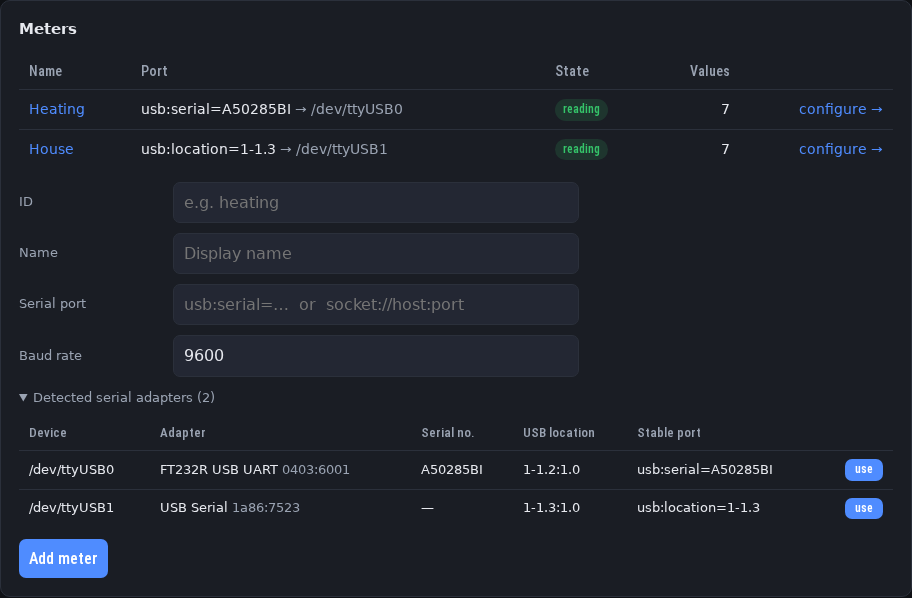 Meters
Name Port State Values
Heating usb:serial=A50285BI → /dev/ttyUSB0 reading 7 configure →
House usb:location=1-1.3 → /dev/ttyUSB1 reading 7 configure →
ID e.g. heating
Name Display name
Serial port usb:serial=... or socket://host:port
Baud rate 9600
▼ Detected serial adapters (2)
Device Adapter Serial no. USB location Stable port
/dev/ttyUSB0 FT232R USB UART 0403:6001 A50285BI 1-1.2:1.0 usb:serial=A50285BI use
/dev/ttyUSB1 USB Serial 1a86:7523 — 1-1.3:1.0 usb:location=1-1.3 use
Add meter